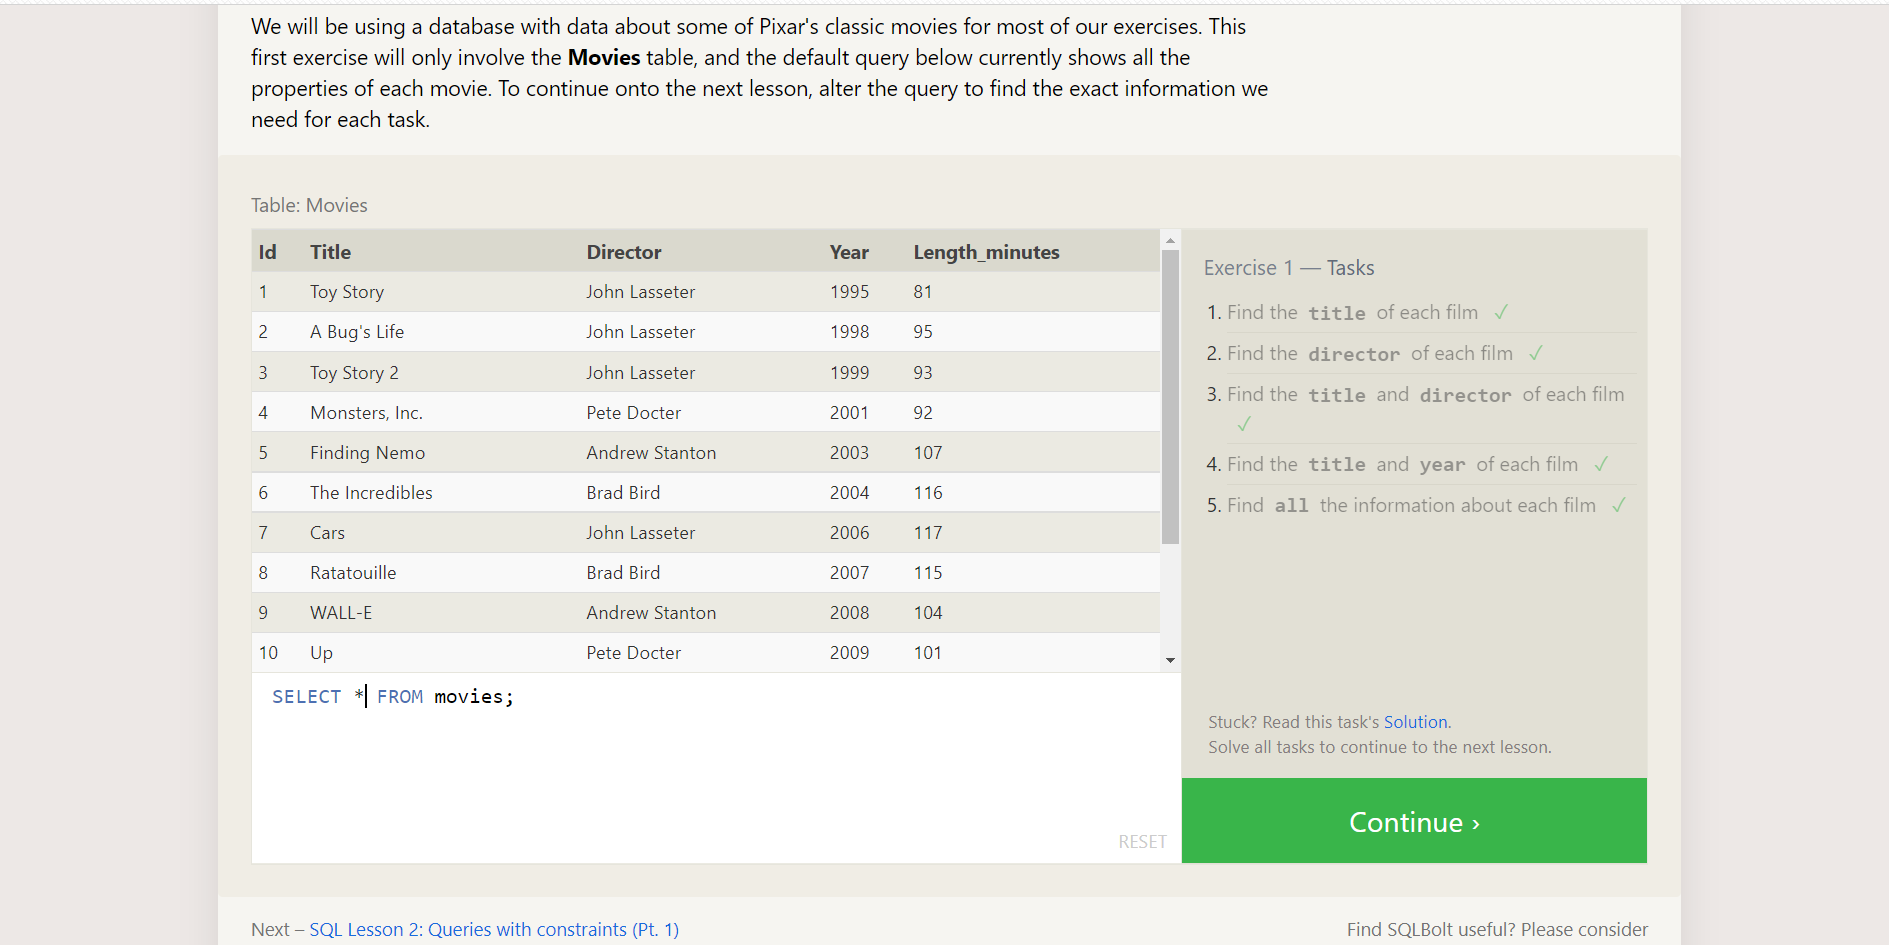 We will be using a database with data about some of Pixar's classic movies for most of our exercises. This
first exercise will only involve the Movies table, and the default query below currently shows all the
properties of each movie. To continue onto the next lesson, alter the query to find the exact information we
need for each task.
Table: Movies
Id Title Director Year Length_minutes
1 Toy Story John Lasseter 1995 81
2 A Bug's Life John Lasseter 1998 95
3 Toy Story 2 John Lasseter 1999 93
4 Monsters, Inc. Pete Docter 2001 92
5 Finding Nemo Andrew Stanton 2003 107
6 The Incredibles Brad Bird 2004 116
7 Cars John Lasseter 2006 117
8 Ratatouille Brad Bird 2007 115
9 WALL-E Andrew Stanton 2008 104
10 Up Pete Docter 2009 101
SELECT * FROM movies;
RESET
Exercise 1 — Tasks
1. Find the title of each film ✓
2. Find the director of each film ✓
3. Find the title and director of each film
✓
4. Find the title and year of each film ✓
5. Find all the information about each film ✓
Stuck? Read this task's Solution.
Solve all tasks to continue to the next lesson.
Continue ›
Next – SQL Lesson 2: Queries with constraints (Pt. 1)
Find SQLBolt useful? Please consider